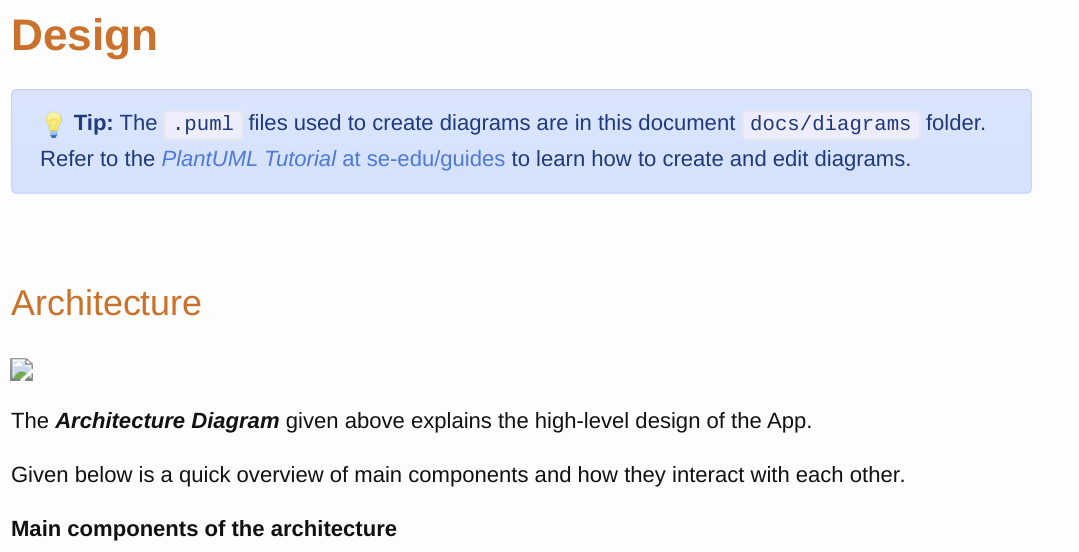 Design
💡 Tip: The .puml files used to create diagrams are in this document docs/diagrams folder.
Refer to the PlantUML Tutorial at se-edu/guides to learn how to create and edit diagrams.
Architecture
The Architecture Diagram given above explains the high-level design of the App.
Given below is a quick overview of main components and how they interact with each other.
Main components of the architecture